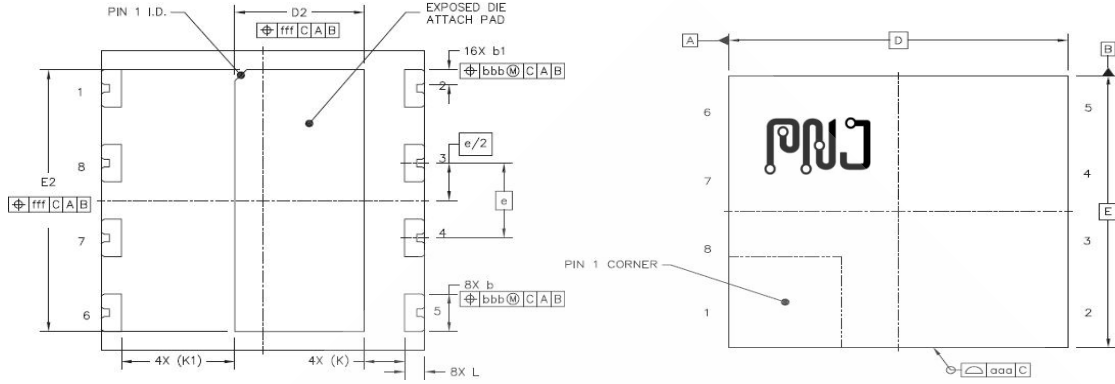 PIN 1 I.D.
D2
⌖ fff C A B
EXPOSED DIE
ATTACH PAD
16X b1
⌖ bbb Ⓜ C A B
1
2
e/2
3
8
E2
⌖ fff C A B
e
7
4
8X b
⌖ bbb Ⓜ C A B
6
5
4X (K1)
4X (K)
8X L
A
D
B
6
5
PNJ
7
4
E
8
3
PIN 1 CORNER
1
2
⌓ aaa C